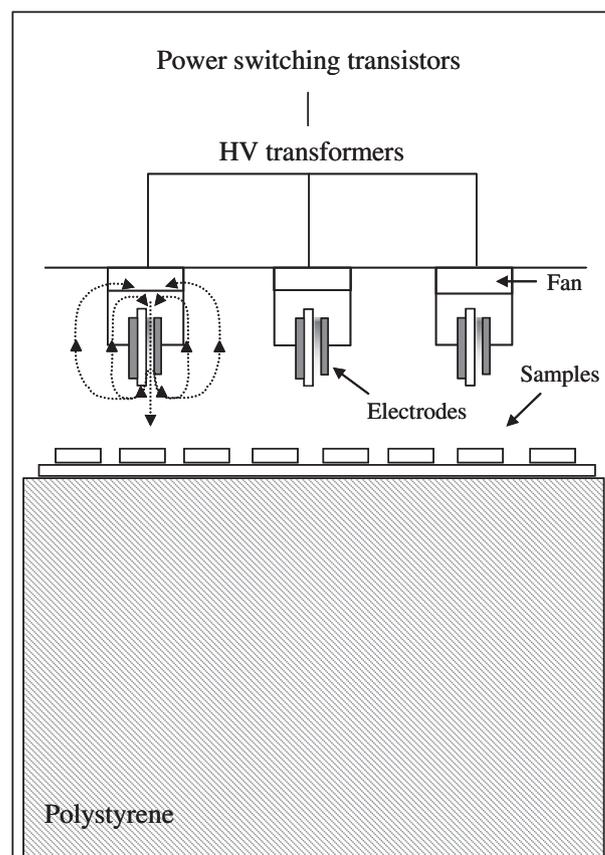 Power switching transistors
HV transformers
Fan
Samples
Electrodes
Polystyrene